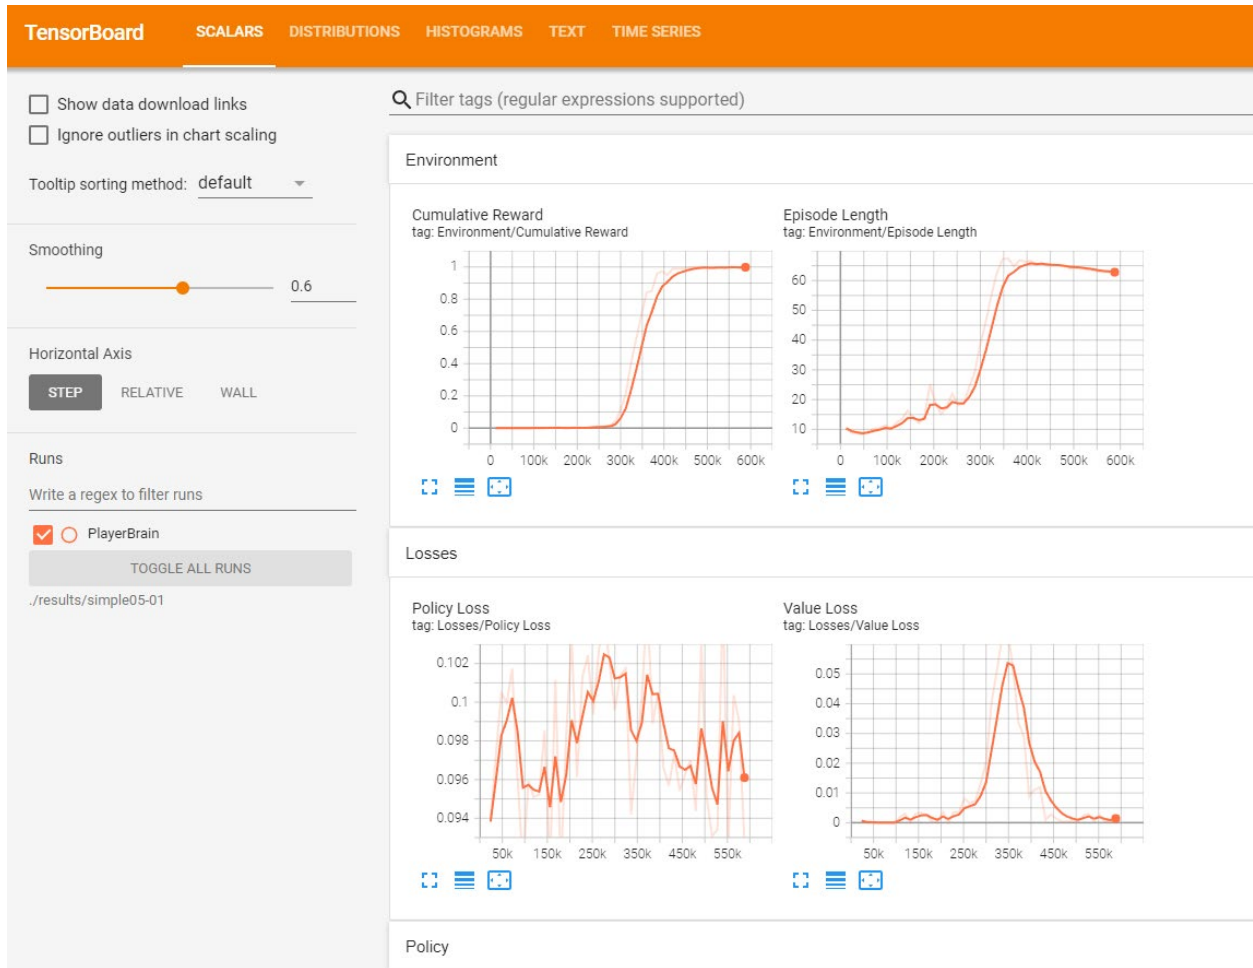 TensorBoard SCALARS DISTRIBUTIONS HISTOGRAMS TEXT TIME SERIES
Show data download links
Ignore outliers in chart scaling
Tooltip sorting method: default
Smoothing
0.6
Horizontal Axis
STEP RELATIVE WALL
Runs
Write a regex to filter runs
PlayerBrain
TOGGLE ALL RUNS
./results/simple05-01
Filter tags (regular expressions supported)
Environment
Cumulative Reward
tag: Environment/Cumulative Reward
1
0.8
0.6
0.4
0.2
0
0 100k 200k 300k 400k 500k 600k
Episode Length
tag: Environment/Episode Length
60
50
40
30
20
10
0 100k 200k 300k 400k 500k 600k
Losses
Policy Loss
tag: Losses/Policy Loss
0.102
0.1
0.098
0.096
0.094
50k 150k 250k 350k 450k 550k
Value Loss
tag: Losses/Value Loss
0.05
0.04
0.03
0.02
0.01
0
50k 150k 250k 350k 450k 550k
Policy